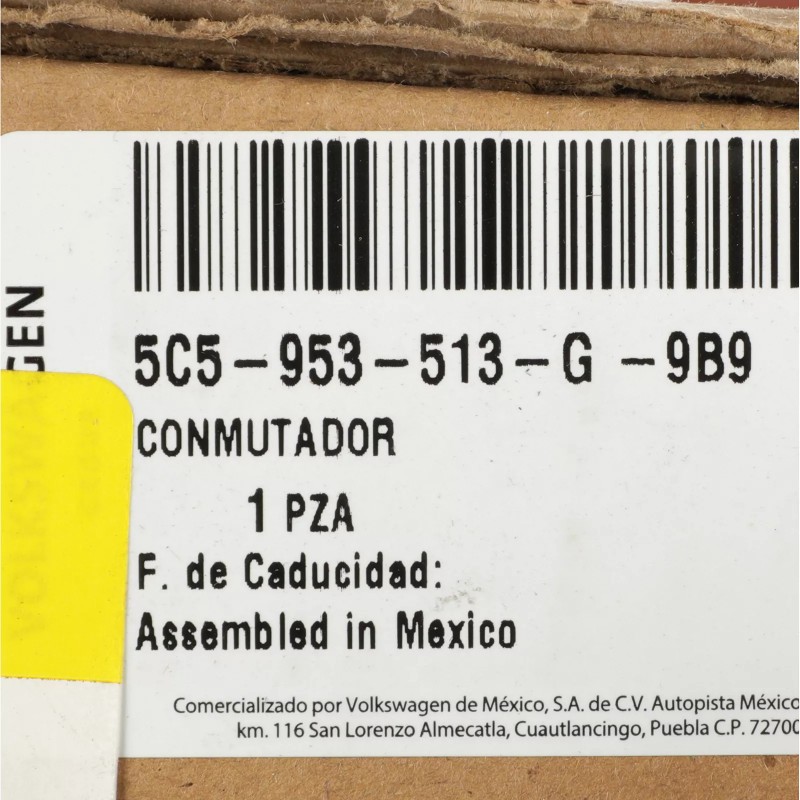 5C5-953-513-G -9B9
CONMUTADOR
1 PZA
F. de Caducidad:
Assembled in Mexico
Comercializado por Volkswagen de México, S.A. de C.V. Autopista México
km. 116 San Lorenzo Almecatla, Cuautlancingo, Puebla C.P. 72700
VOLKSWAGEN